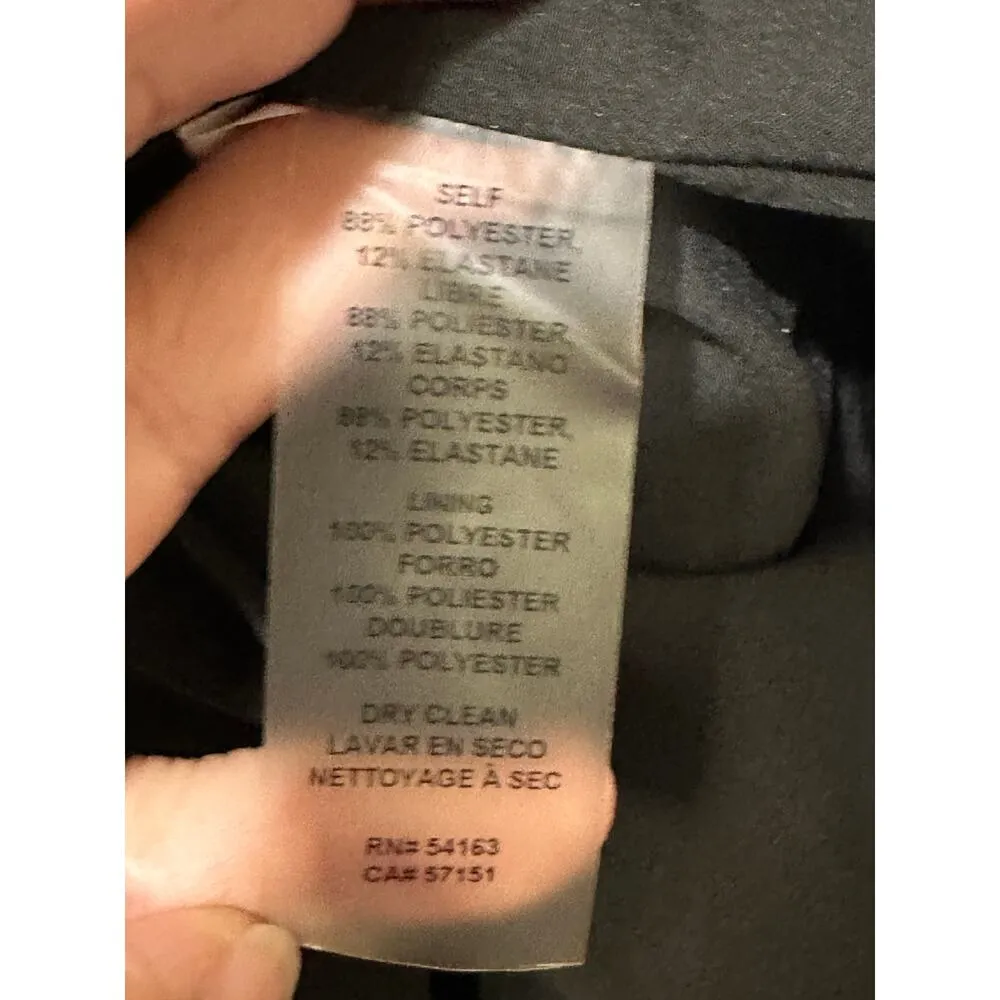 SELF
88% POLYESTER,
12% ELASTANE
LIBRE
88% POLIESTER,
12% ELASTANO
CORPS
88% POLYESTER,
12% ELASTANE
LINING
100% POLYESTER
FORRO
100% POLIESTER
DOUBLURE
100% POLYESTER
DRY CLEAN
LAVAR EN SECO
NETTOYAGE À SEC
RN# 54163
CA# 57151